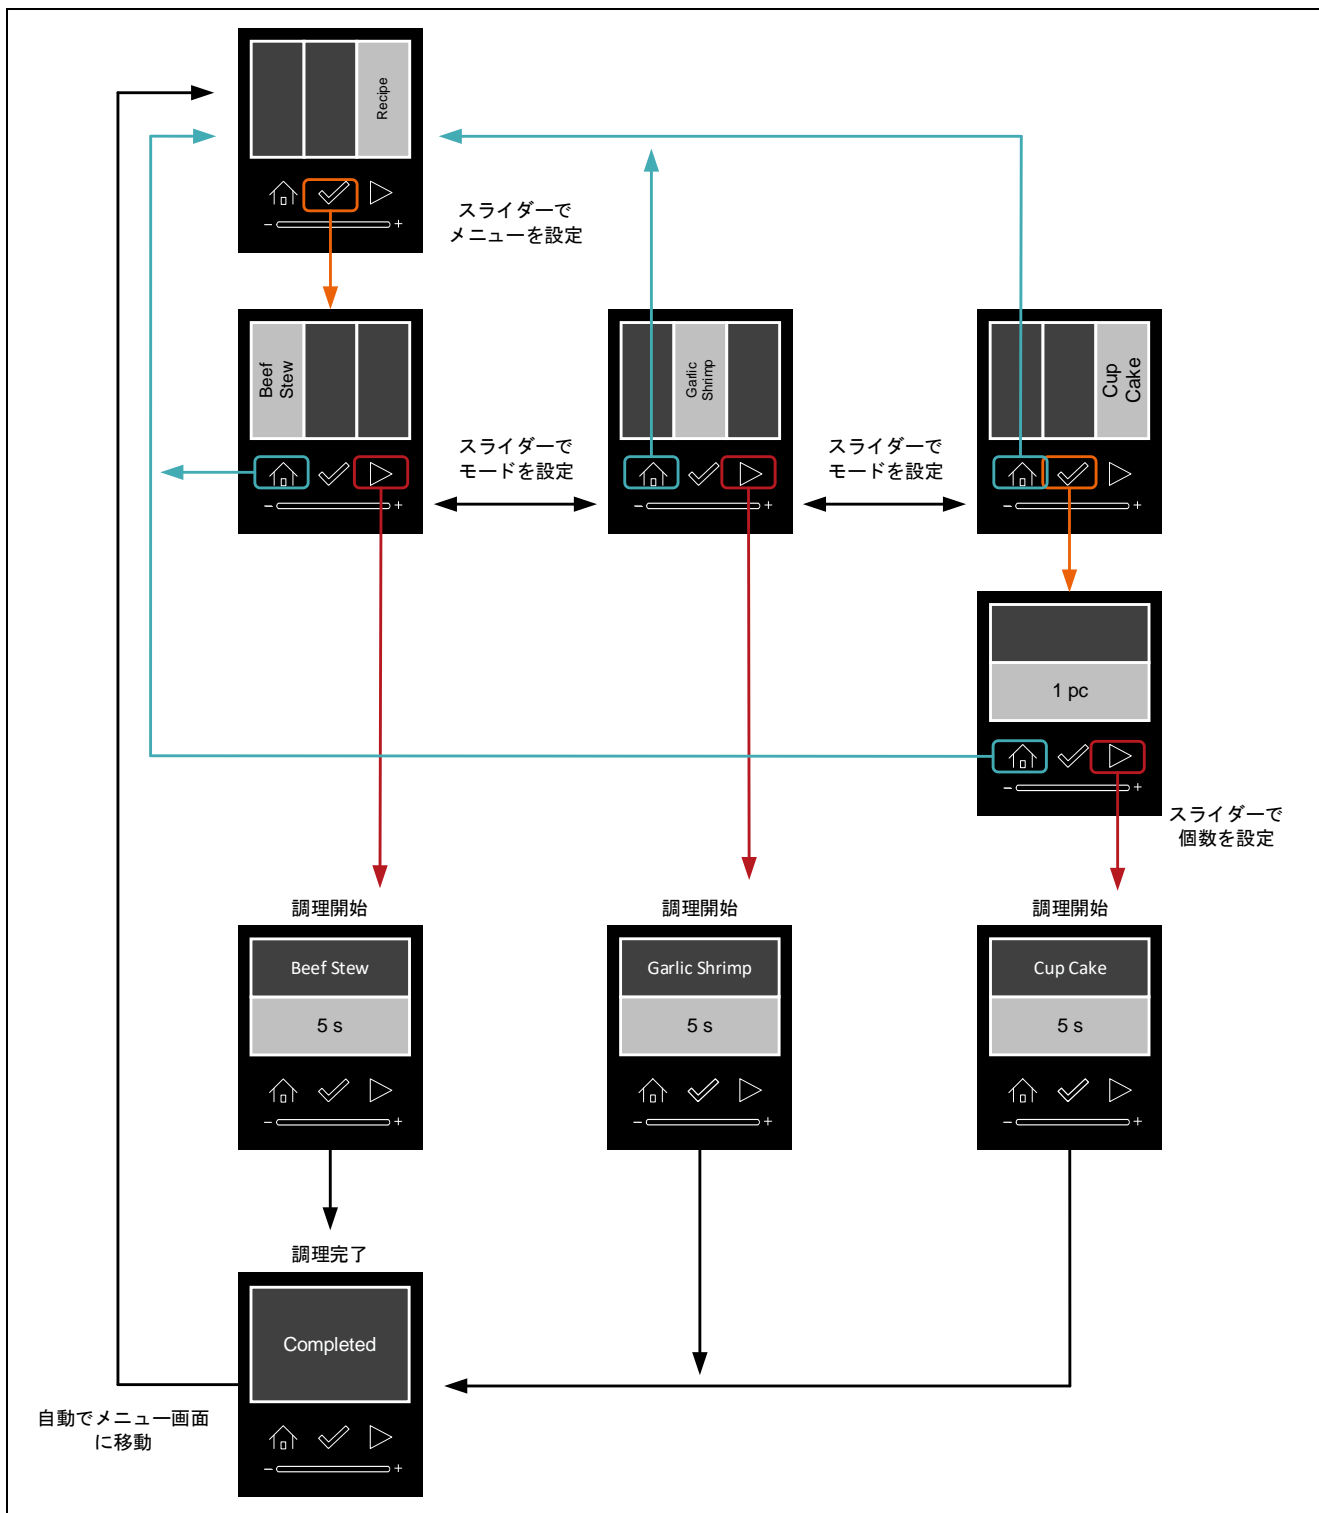 Recipe
- +
スライダーで
メニューを設定
Beef
Stew
- +
スライダーで
モードを設定
Garlic
Shrimp
- +
スライダーで
モードを設定
Cup
Cake
- +
1 pc
- +
スライダーで
個数を設定
調理開始
Beef Stew
5 s
- +
調理開始
Garlic Shrimp
5 s
- +
調理開始
Cup Cake
5 s
- +
調理完了
Completed
- +
自動でメニュー画面
に移動